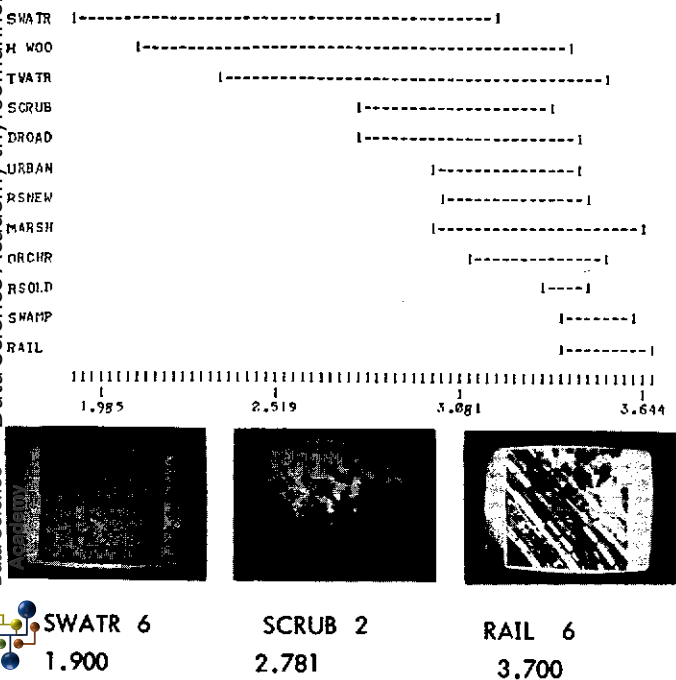 SWATR
H WOO
TWATR
SCRUB
DROAD
URBAN
RSNEW
MARSH
ORCHR
RSOLD
SWAMP
RAIL
1.985 2.519 3.081 3.644
Academy
SWATR 6 SCRUB 2 RAIL 6
1.900 2.781 3.700